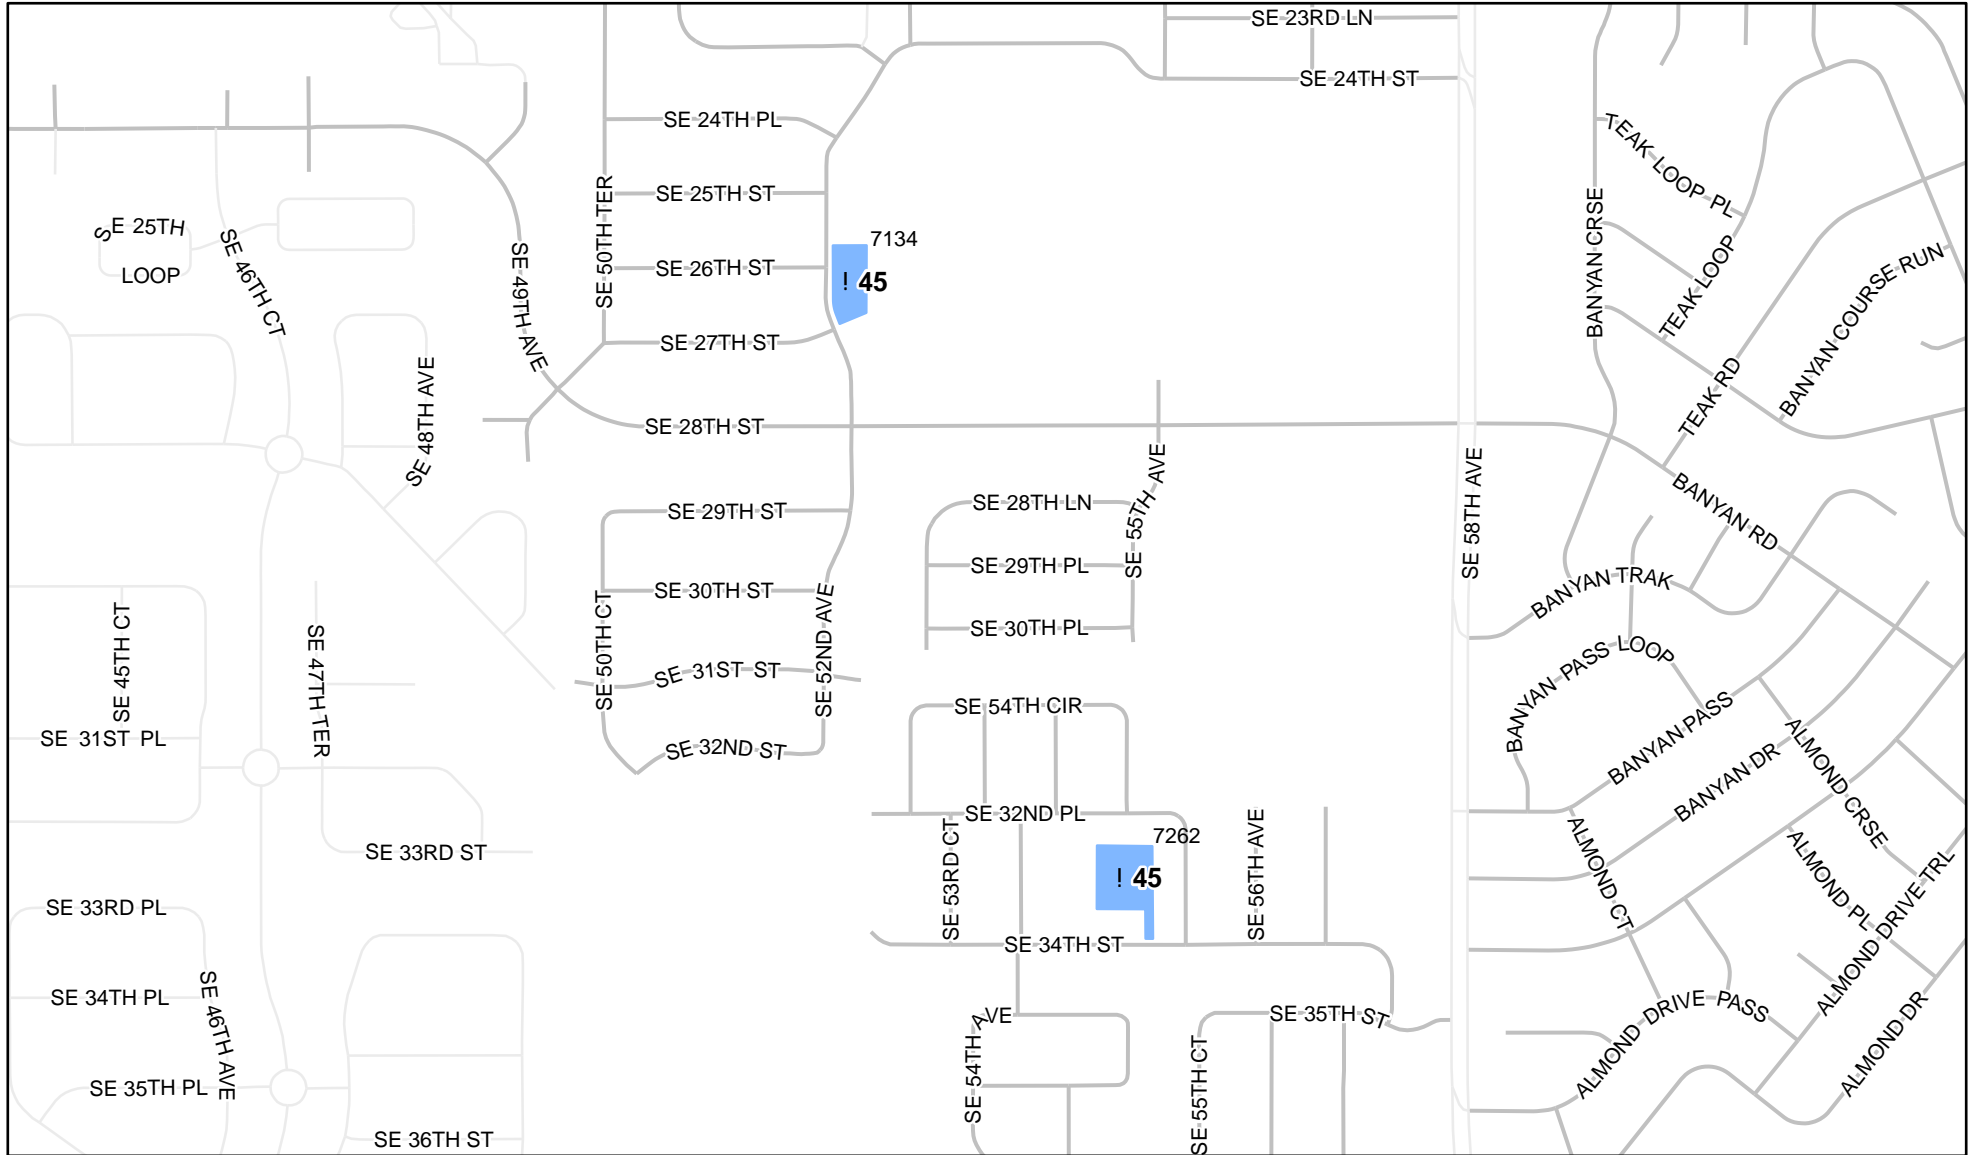 SE 23RD LN
SE 24TH ST
SE 24TH PL
TEAK LOOP PL
SE 25TH ST
SE 50TH TER
BANYAN CRSE
SE 25TH
LOOP
SE 46TH CT
SE 49TH AVE
7134
SE 26TH ST
! 45
TEAK LOOP
BANYAN COURSE RUN
SE 27TH ST
SE 48TH AVE
TEAK RD
SE 28TH ST
SE 55TH AVE
SE 58TH AVE
BANYAN RD
SE 28TH LN
SE 29TH ST
SE 29TH PL
BANYAN TRAK
SE 30TH ST
SE 50TH CT
SE 52ND AVE
SE 30TH PL
SE 45TH CT
SE 47TH TER
BANYAN PASS LOOP
SE 31ST ST
SE 54TH CIR
SE 31ST PL
SE 32ND ST
BANYAN PASS
BANYAN DR
ALMOND CRSE
SE 32ND PL
7262
SE 53RD CT
! 45
SE 56TH AVE
ALMOND CT
ALMOND PL
ALMOND DRIVE TRL
SE 33RD ST
SE 33RD PL
SE 34TH ST
SE 34TH PL
SE 46TH AVE
SE 54TH AVE
SE 35TH ST
ALMOND DRIVE PASS
ALMOND DR
SE 55TH CT
SE 35TH PL
SE 36TH ST